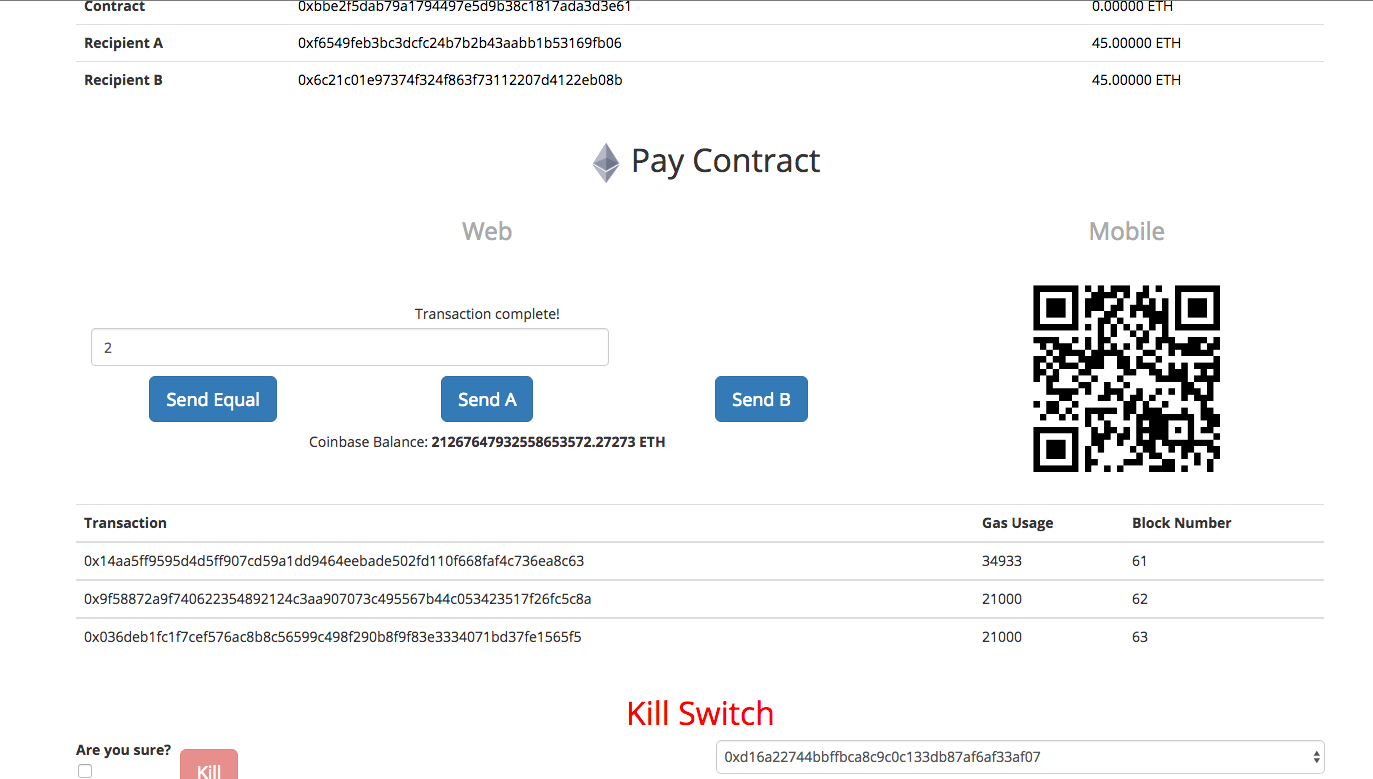 Contract 0xbbe2f5dab79a1794497e5d9b38c1817ada3d3e61 0.00000 ETH
Recipient A 0xf6549feb3bc3dcfc24b7b2b43aabb1b53169fb06 45.00000 ETH
Recipient B 0x6c21c01e97374f324f863f73112207d4122eb08b 45.00000 ETH
Pay Contract
Web Mobile
Transaction complete!
2
Send Equal Send A Send B
Coinbase Balance: 21267647932558653572.27273 ETH
Transaction Gas Usage Block Number
0x14aa5ff9595d4d5ff907cd59a1dd9464eebade502fd110f668faf4c736ea8c63 34933 61
0x9f58872a9f740622354892124c3aa907073c495567b44c053423517f26fc5c8a 21000 62
0x036deb1fc1f7cef576ac8b8c56599c498f290b8f9f83e3334071bd37fe1565f5 21000 63
Kill Switch
Are you sure? Kill 0xd16a22744bbffbca8c9c0c133db87af6af33af07